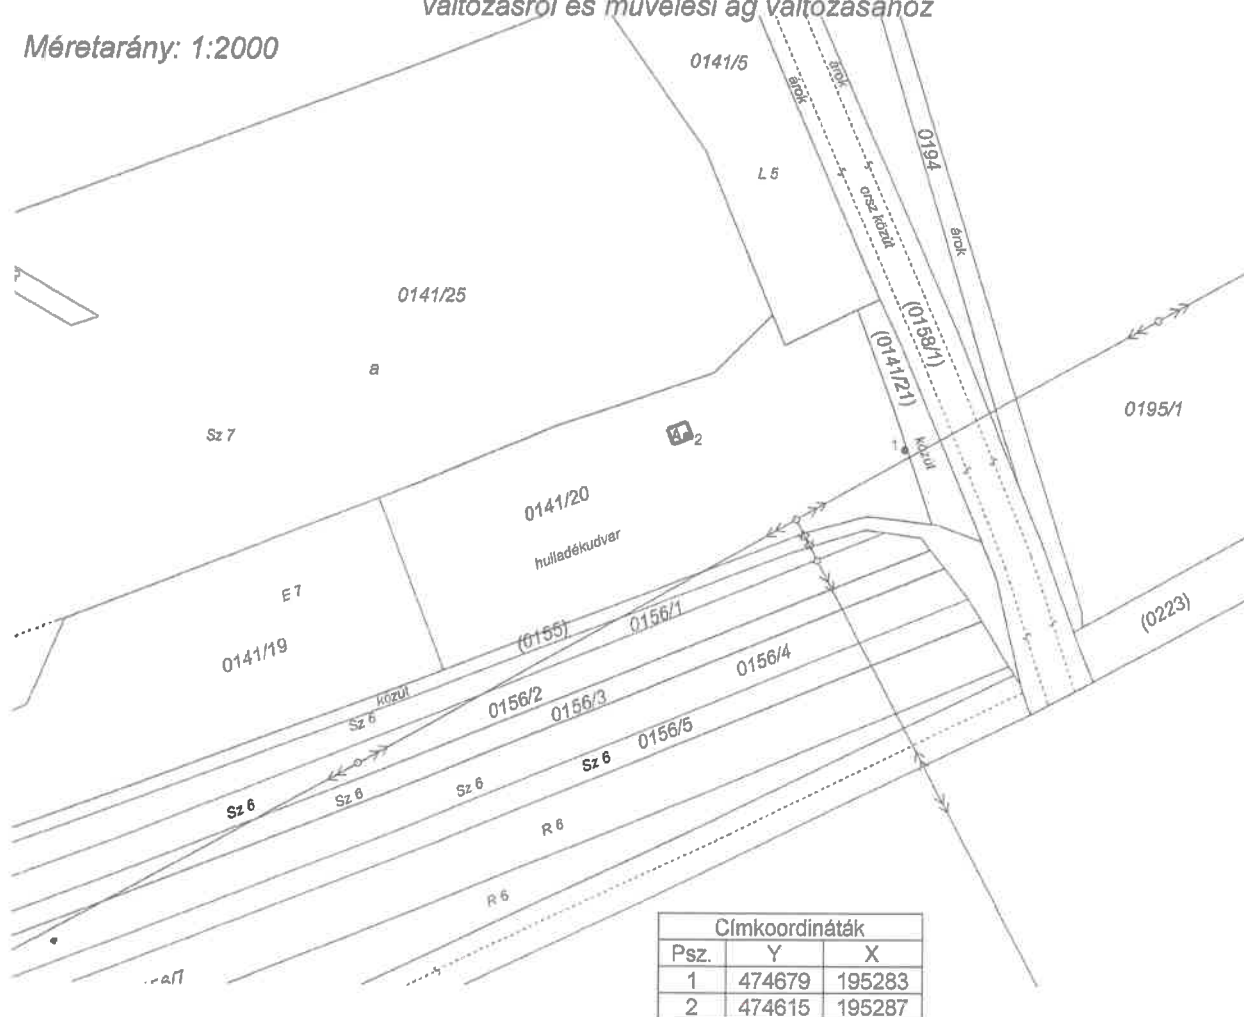 változásról és művelési ág változásához
Méretarány: 1:2000
0141/5
árok
árok
0194
L 5
orsz közút
árok
0141/25
(0158/1)
(0141/21)
a
0195/1
Sz 7
2
1
közút
0141/20
hulladékudvar
E 7
0156/1
(0155)
(0223)
0141/19
0156/4
közút
0156/2
0156/3
Sz 6
0156/5
Sz 6
Sz 6
Sz 6
Sz 6
R 6
R 6
Címkoordináták
Psz. Y X
1 474679 195283
2 474615 195287